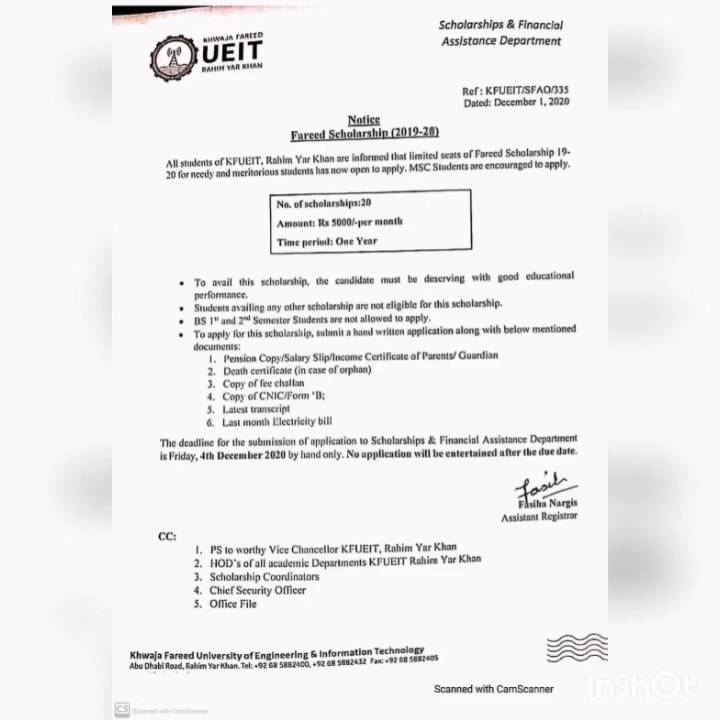 KHWAJA FAREED
UEIT
RAHIM YAR KHAN
Scholarships & Financial
Assistance Department
Ref : KFUEIT/SFAO/335
Dated: December 1, 2020
Notice
Fareed Scholarship (2019-28)
All students of KFUEIT, Rahim Yar Khan are informed that limited seats of Fareed Scholarship 19-
20 for needy and meritorious students has now open to apply. MSC Students are encouraged to apply.
No. of scholarships:20
Amount: Rs 5000/-per month
Time period: One Year
• To avail this scholarship, the candidate must be deserving with good educational
performance.
• Students availing any other scholarship are not eligible for this scholarship.
• BS 1st and 2nd Semester Students are not allowed to apply.
• To apply for this scholarship, submit a hand written application along with below mentioned
documents:
1. Pension Copy/Salary Slip/Income Certificate of Parents/ Guardian
2. Death certificate (in case of orphan)
3. Copy of fee challan
4. Copy of CNIC/Form 'B;
5. Latest transcript
6. Last month Electricity bill
The deadline for the submission of application to Scholarships & Financial Assistance Department
is Friday, 4th December 2020 by hand only. No application will be entertained after the due date.
Fasiha Nargis
Assistant Registrar
CC:
1. PS to worthy Vice Chancellor KFUEIT, Rahim Yar Khan
2. HOD's of all academic Departments KFUEIT Rahim Yar Khan
3. Scholarship Coordinators
4. Chief Security Officer
5. Office File
Khwaja Fareed University of Engineering & Information Technology
Abu Dhabi Road, Rahim Yar Khan. Tel: +92 68 5882400, +92 68 5882432 Fax: +92 68 5882405
Scanned with CamScanner
InShOt
CS Scanned with CamScanner